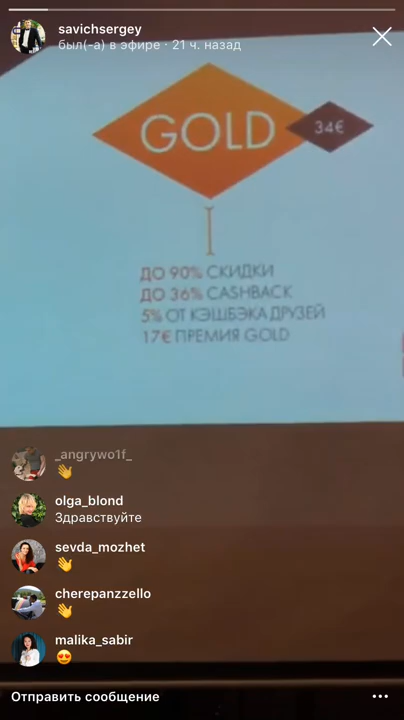 savichsergey
был(-а) в эфире · 21 ч. назад
GOLD
34€
ДО 90% СКИДКИ
ДО 36% CASHBACK
5% ОТ КЭШБЭКА ДРУЗЕЙ
17€ ПРЕМИЯ GOLD
_angrywo1f_
👋
olga_blond
Здравствуйте
sevda_mozhet
👋
cherepanzzello
👋
malika_sabir
😍
Отправить сообщение